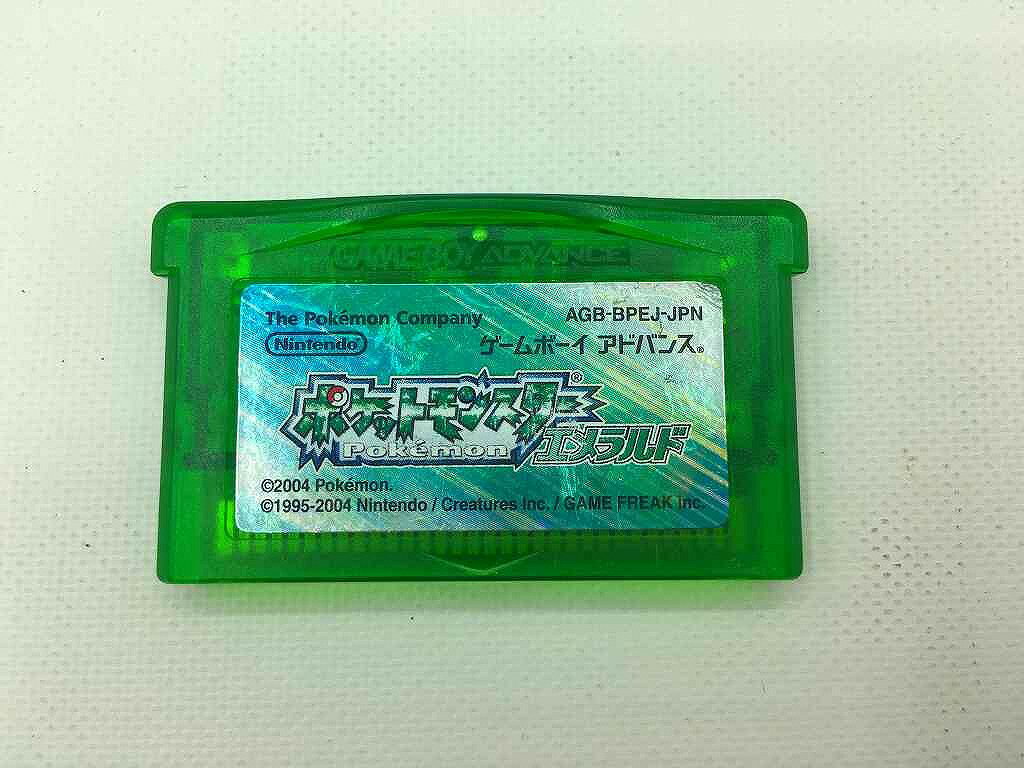 GAME BOY ADVANCE
The Pokémon Company
AGB-BPEJ-JPN
Nintendo
ゲームボーイ アドバンス®
ポケットモンスター®
Pokémon
エメラルド
©2004 Pokémon.
©1995-2004 Nintendo / Creatures Inc. / GAME FREAK inc.